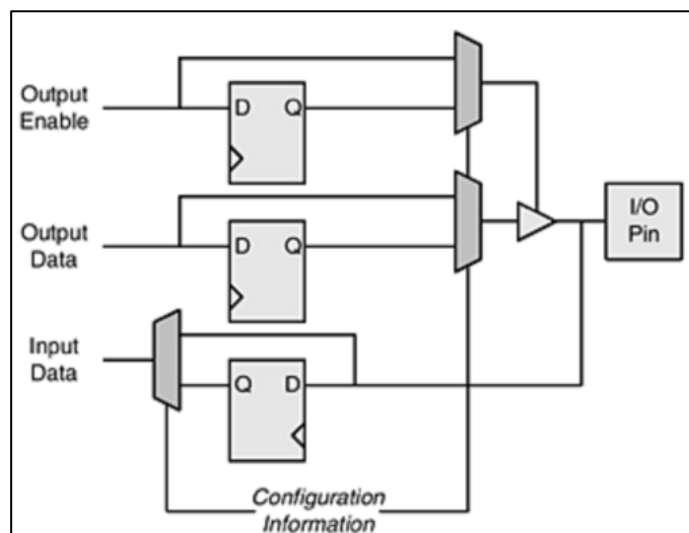 Output
Enable
D Q
Output
Data
D Q
I/O
Pin
Input
Data
Q D
Configuration
Information